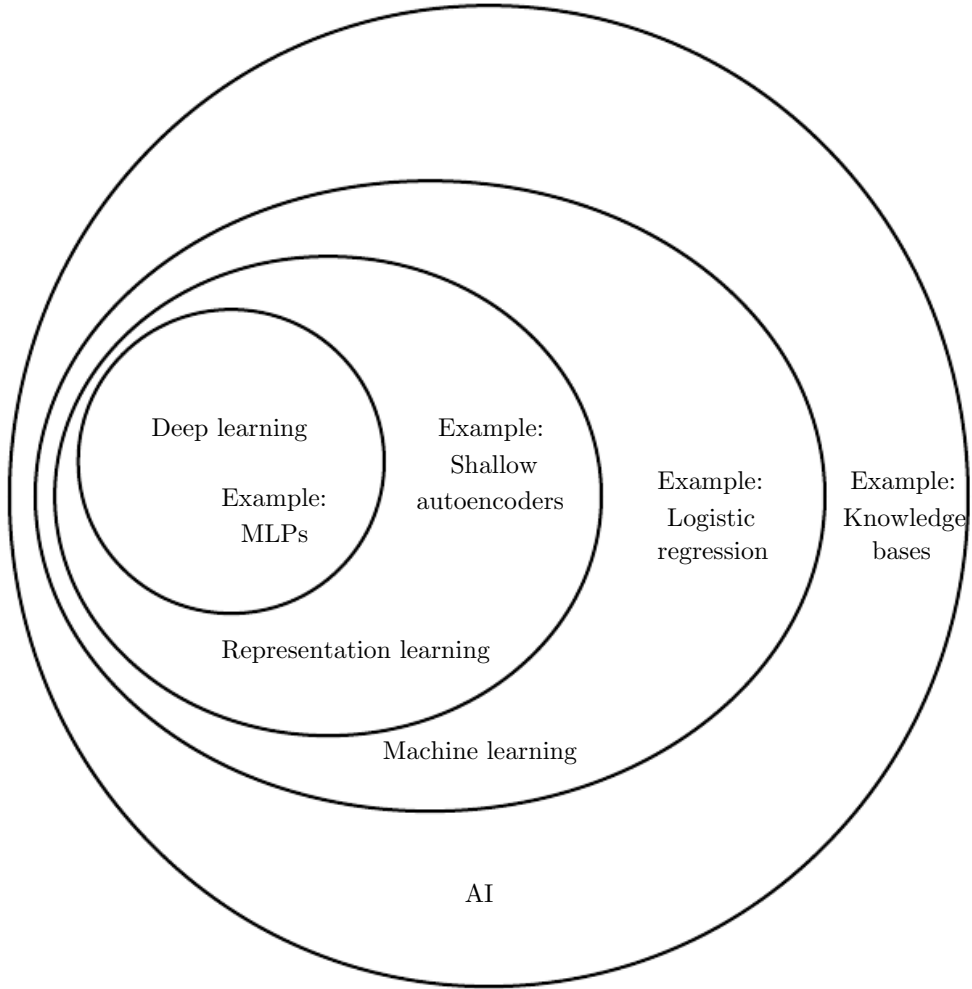 Deep learning
Example:
MLPs
Example:
Shallow
autoencoders
Example:
Logistic
regression
Example:
Knowledge
bases
Representation learning
Machine learning
AI